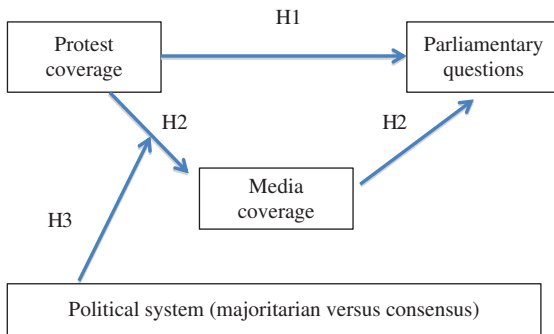 H1
Protest
coverage
Parliamentary
questions
H2
H2
Media
coverage
H3
Political system (majoritarian versus consensus)